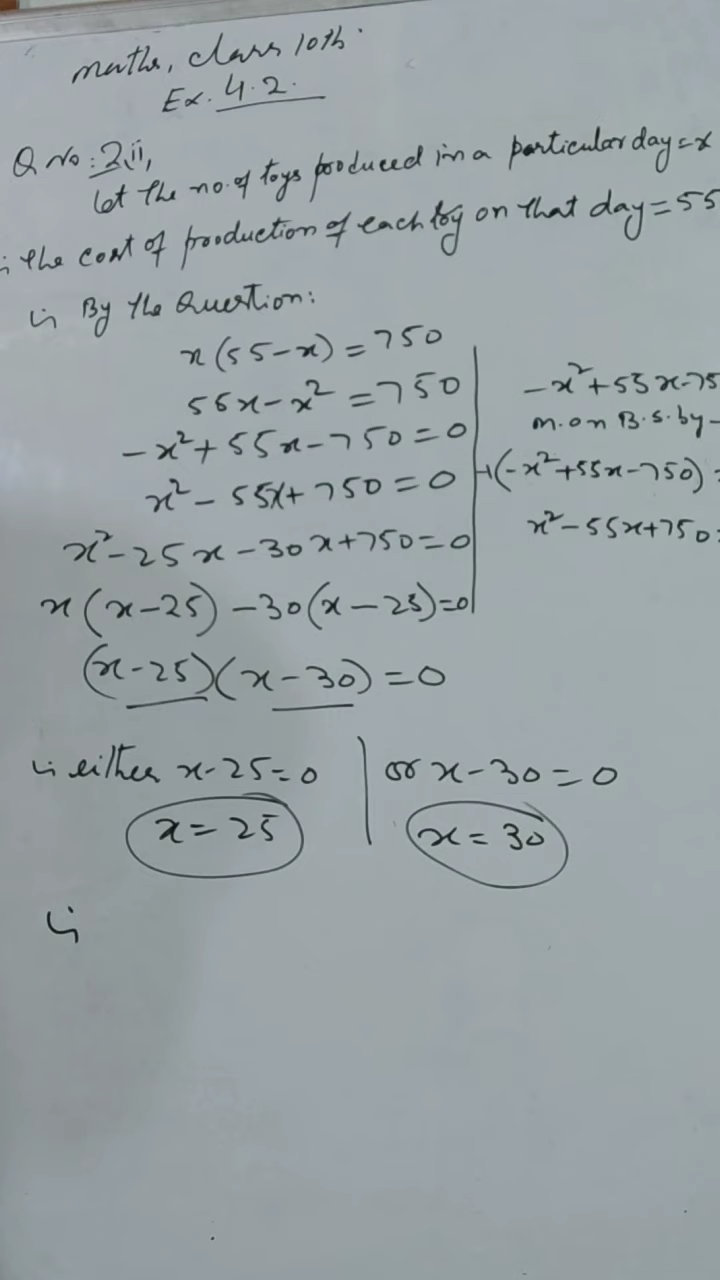 maths, class 10th.
Ex. 4.2.
Q No: 2,ii,
let the no. of toys produced in a particular day = x
∴ the cost of production of each toy on that day = 55
∴ By the Question:
x(55-x) = 750
55x - x² = 750
-x² + 55x - 750 = 0
x² - 55x + 750 = 0
x² - 25x - 30x + 750 = 0
x(x-25) - 30(x-25) = 0
(x-25)(x-30) = 0
-x² + 55x - 75
m. on B.S. by -
-1(-x² + 55x - 750) =
x² - 55x + 750 =
∴ either x-25=0 | or x-30=0
x = 25 | x = 30
∴